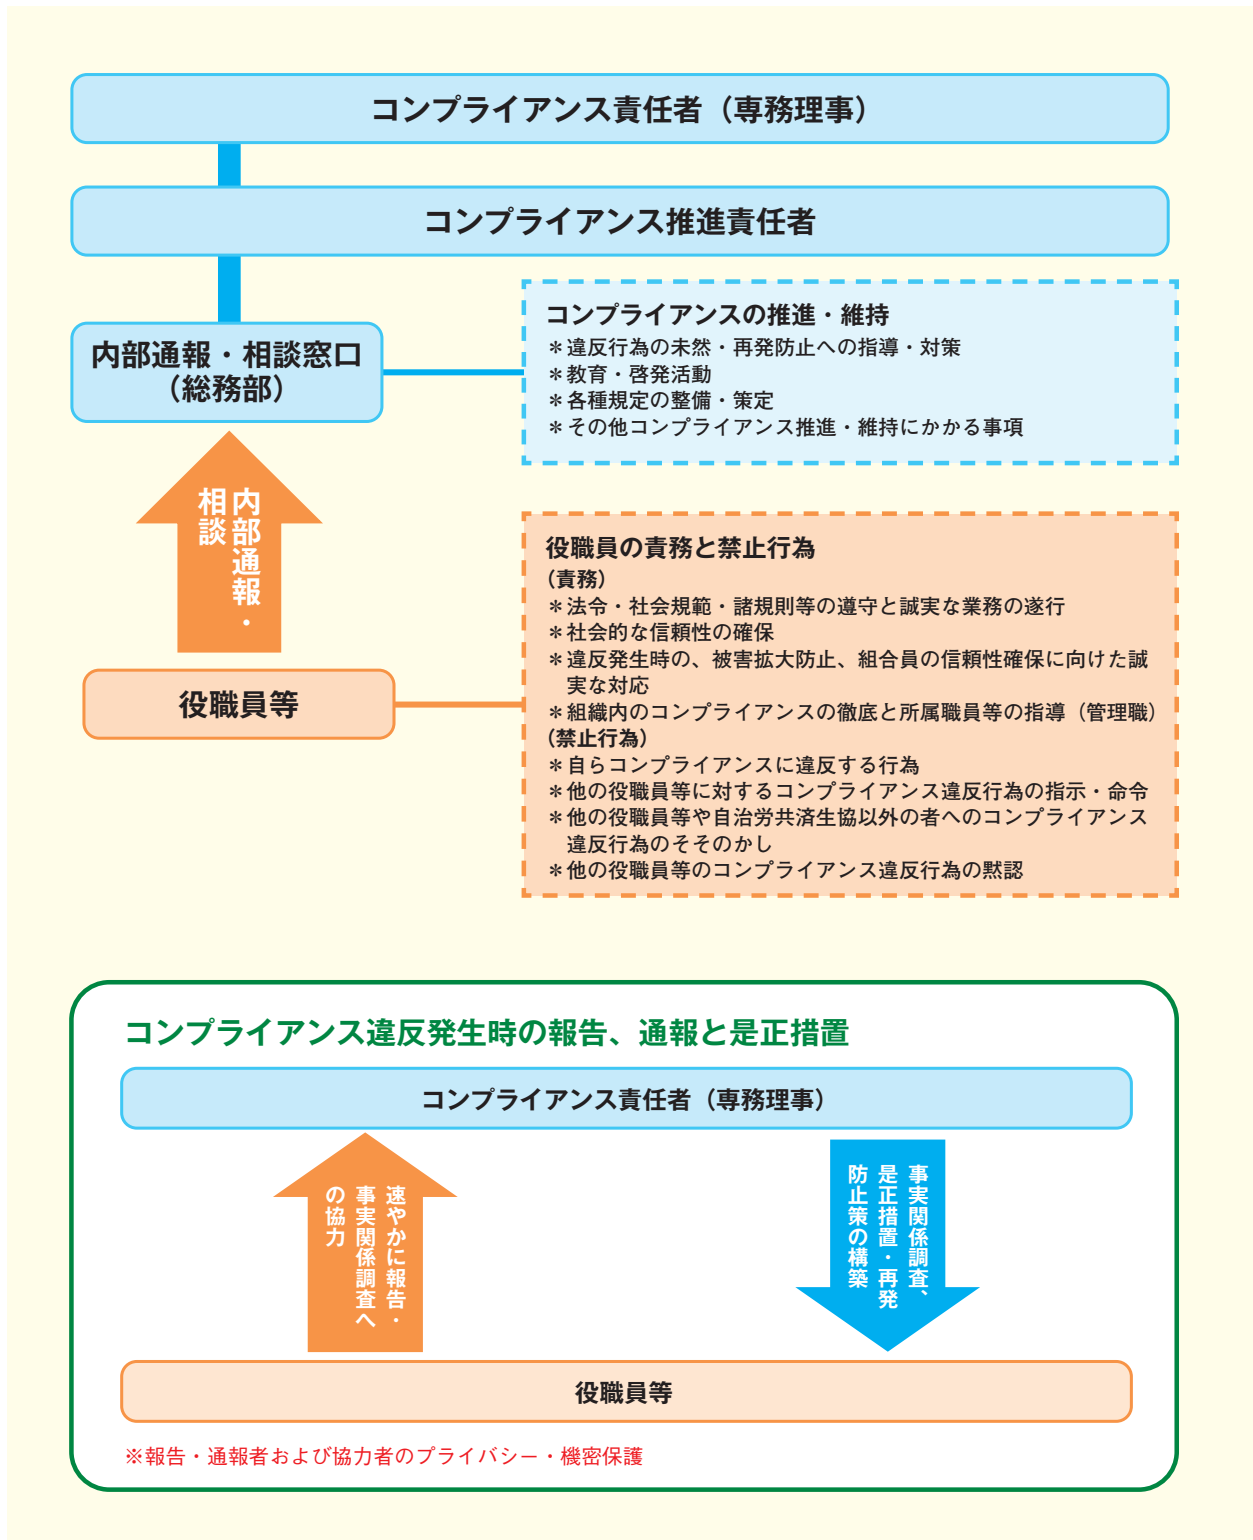 コンプライアンス責任者（専務理事）
コンプライアンス推進責任者
内部通報・相談窓口
（総務部）
コンプライアンスの推進・維持
＊違反行為の未然・再発防止への指導・対策
＊教育・啓発活動
＊各種規定の整備・策定
＊その他コンプライアンス推進・維持にかかる事項
内部通報・
相談
役職員等
役職員の責務と禁止行為
（責務）
＊法令・社会規範・諸規則等の遵守と誠実な業務の遂行
＊社会的な信頼性の確保
＊違反発生時の、被害拡大防止、組合員の信頼性確保に向けた誠
実な対応
＊組織内のコンプライアンスの徹底と所属職員等の指導（管理職）
（禁止行為）
＊自らコンプライアンスに違反する行為
＊他の役職員等に対するコンプライアンス違反行為の指示・命令
＊他の役職員等や自治労共済生協以外の者へのコンプライアンス
違反行為のそそのかし
＊他の役職員等のコンプライアンス違反行為の黙認
コンプライアンス違反発生時の報告、通報と是正措置
コンプライアンス責任者（専務理事）
速やかに報告・
事実関係調査へ
の協力
事実関係調査、
是正措置・再発
防止策の構築
役職員等
※報告・通報者および協力者のプライバシー・機密保護